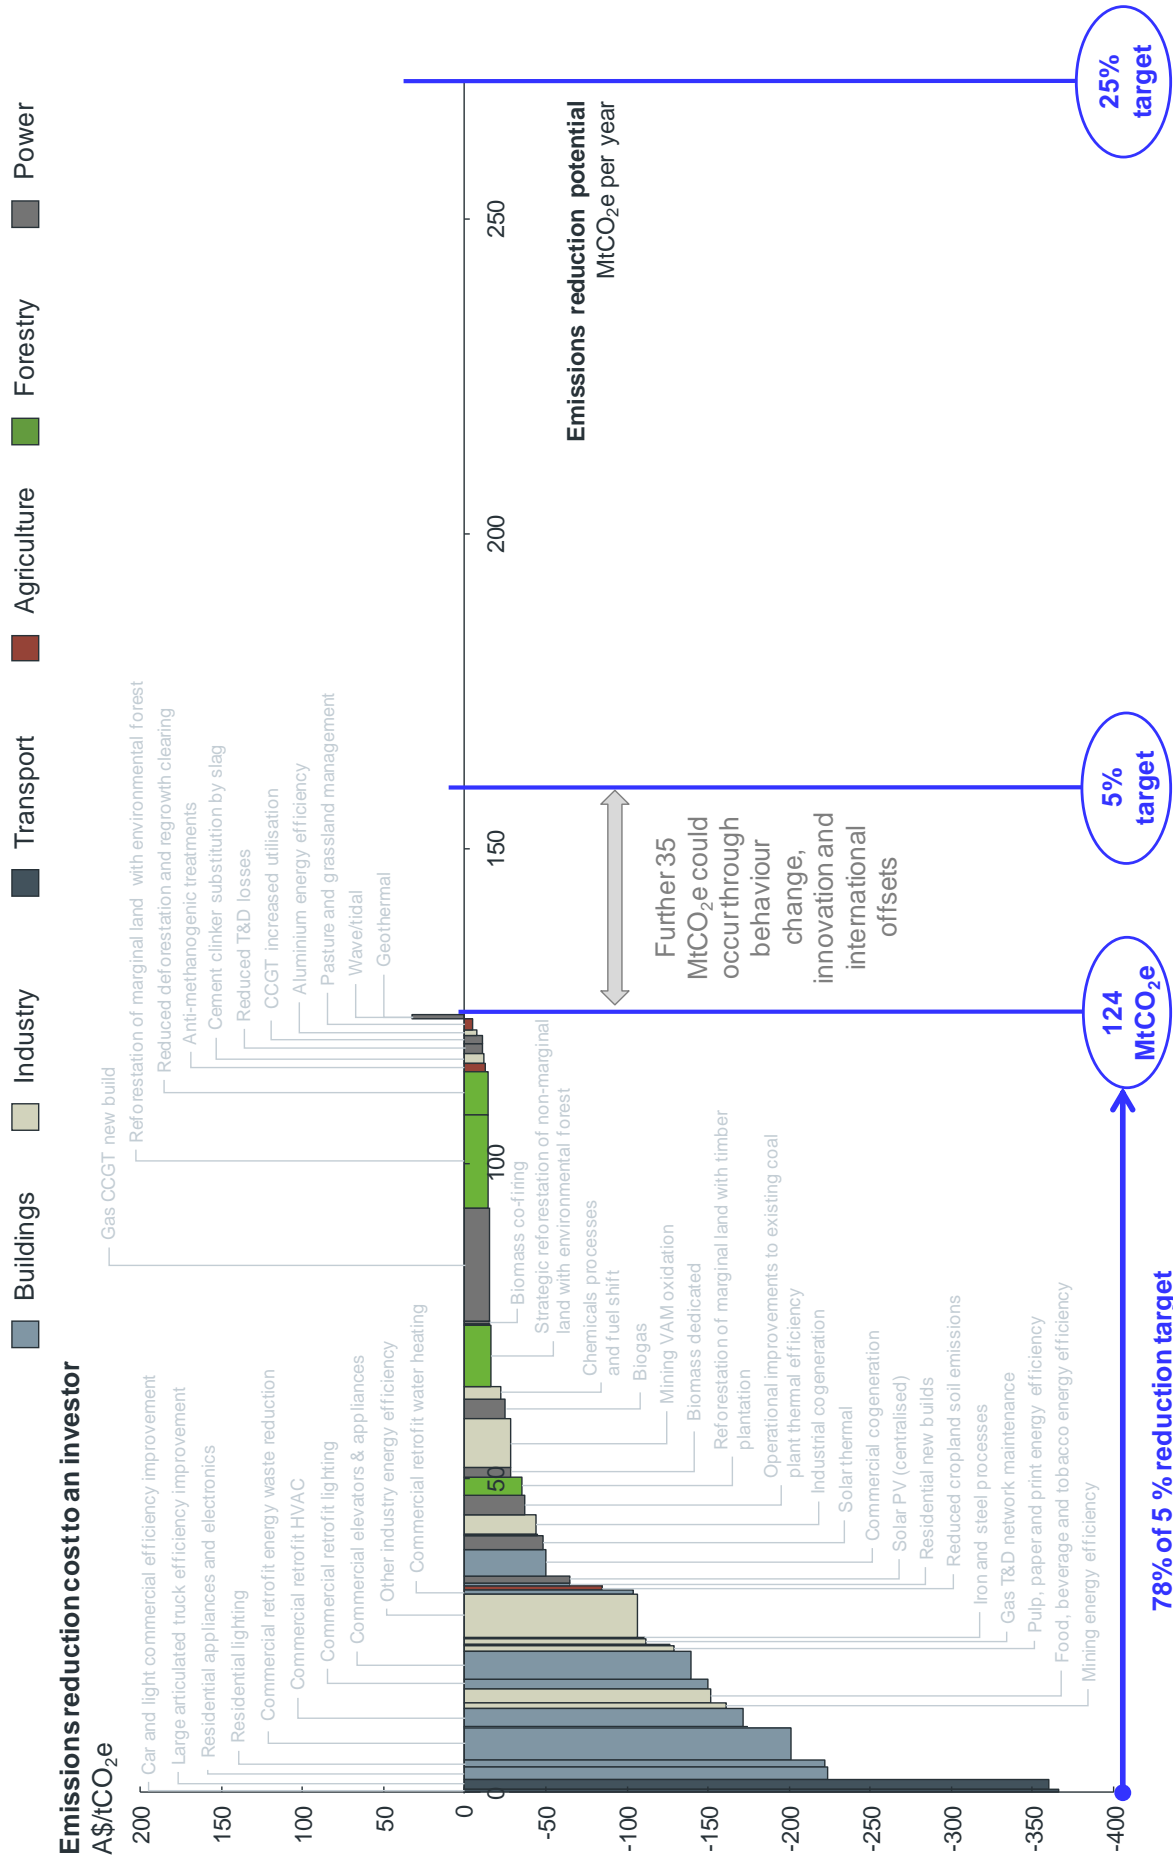 Emissions reduction cost to an investor
A$/tCO₂e
Buildings
Industry
Transport
Agriculture
Forestry
Power
200
150
100
50
0
-50
-100
-150
-200
-250
-300
-350
-400
Car and light commercial efficiency improvement
Large articulated truck efficiency improvement
Residential appliances and electronics
Residential lighting
Commercial retrofit energy waste reduction
Commercial retrofit HVAC
Commercial retrofit lighting
Commercial elevators & appliances
Other industry energy efficiency
Commercial retrofit water heating
Gas CCGT new build
Reforestation of marginal land with environmental forest
Reduced deforestation and regrowth clearing
Anti-methanogenic treatments
Cement clinker substitution by slag
Reduced T&D losses
CCGT increased utilisation
Aluminium energy efficiency
Pasture and grassland management
Wave/tidal
Geothermal
0
50
100
150
200
250
Emissions reduction potential
MtCO₂e per year
Biomass co-firing
Strategic reforestation of non-marginal
land with environmental forest
Chemicals processes
and fuel shift
Biogas
Mining VAM oxidation
Biomass dedicated
Reforestation of marginal land with timber
plantation
Operational improvements to existing coal
plant thermal efficiency
Industrial cogeneration
Solar thermal
Commercial cogeneration
Solar PV (centralised)
Residential new builds
Reduced cropland soil emissions
Iron and steel processes
Gas T&D network maintenance
Pulp, paper and print energy efficiency
Food, beverage and tobacco energy efficiency
Mining energy efficiency
Further 35
MtCO₂e could
occur through
behaviour
change,
innovation and
international
offsets
124
MtCO₂e
5%
target
25%
target
78% of 5 % reduction target